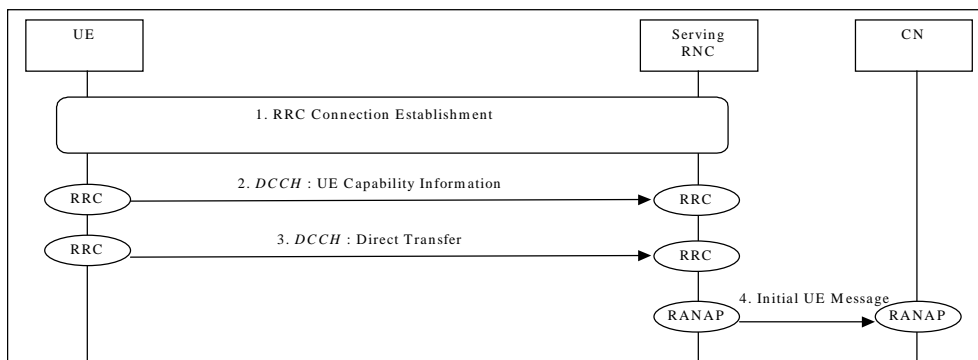 UE
Serving
RNC
CN
1. RRC Connection Establishment
2. DCCH : UE Capability Information
RRC
RRC
3. DCCH : Direct Transfer
RRC
RRC
4. Initial UE Message
RANAP
RANAP